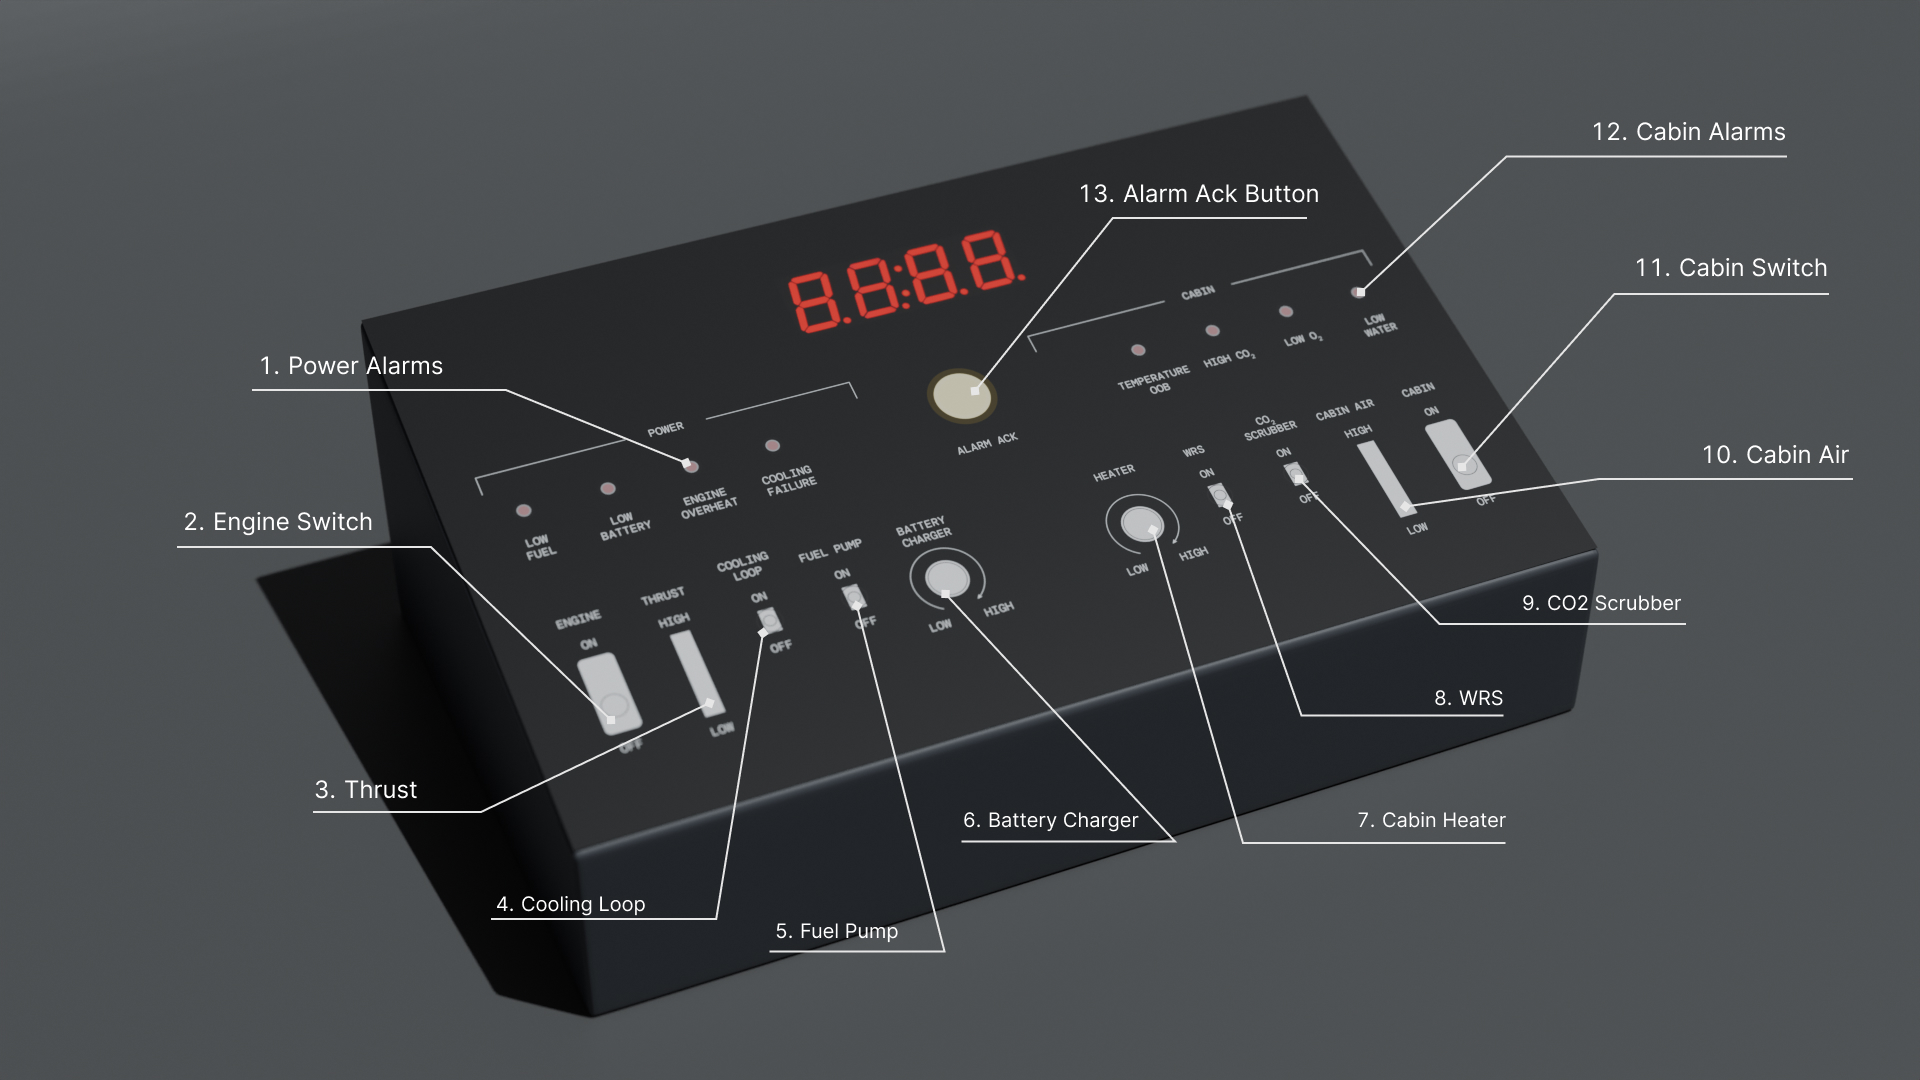 12. Cabin Alarms
13. Alarm Ack Button
11. Cabin Switch
8.8:8.8.
CABIN
LOW
WATER
LOW O₂
HIGH CO₂
TEMPERATURE
OOB
1. Power Alarms
POWER
ALARM ACK
COOLING
FAILURE
ENGINE
OVERHEAT
LOW
BATTERY
LOW
FUEL
2. Engine Switch
10. Cabin Air
CABIN
ON
OFF
CABIN AIR
HIGH
LOW
CO₂
SCRUBBER
ON
OFF
WRS
ON
OFF
HEATER
LOW
HIGH
BATTERY
CHARGER
LOW
HIGH
FUEL PUMP
ON
OFF
COOLING
LOOP
ON
OFF
THRUST
HIGH
LOW
ENGINE
ON
OFF
9. CO2 Scrubber
8. WRS
3. Thrust
6. Battery Charger
7. Cabin Heater
4. Cooling Loop
5. Fuel Pump